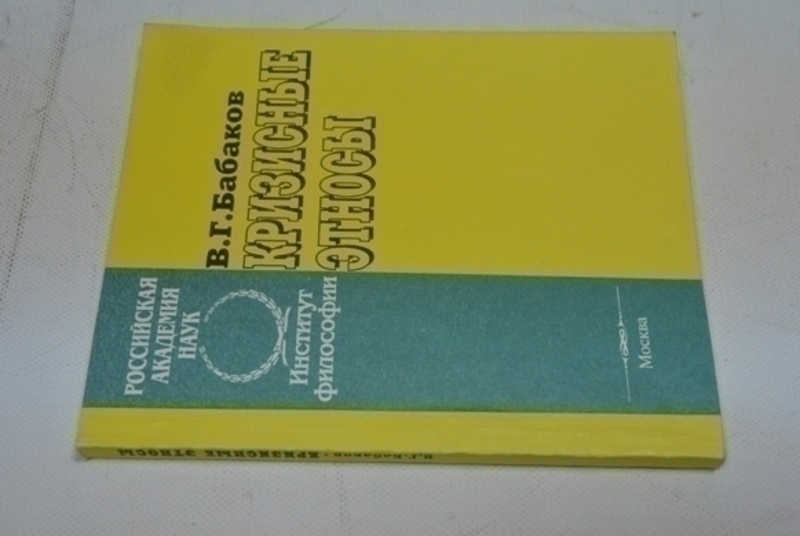 РОССИЙСКАЯ
АКАДЕМИЯ
НАУК
Институт
философии
Москва
В.Г.Бабаков
КРИЗИСНЫЕ
ЭТНОСЫ
В.Г.Бабаков • КРИЗИСНЫЕ ЭТНОСЫ